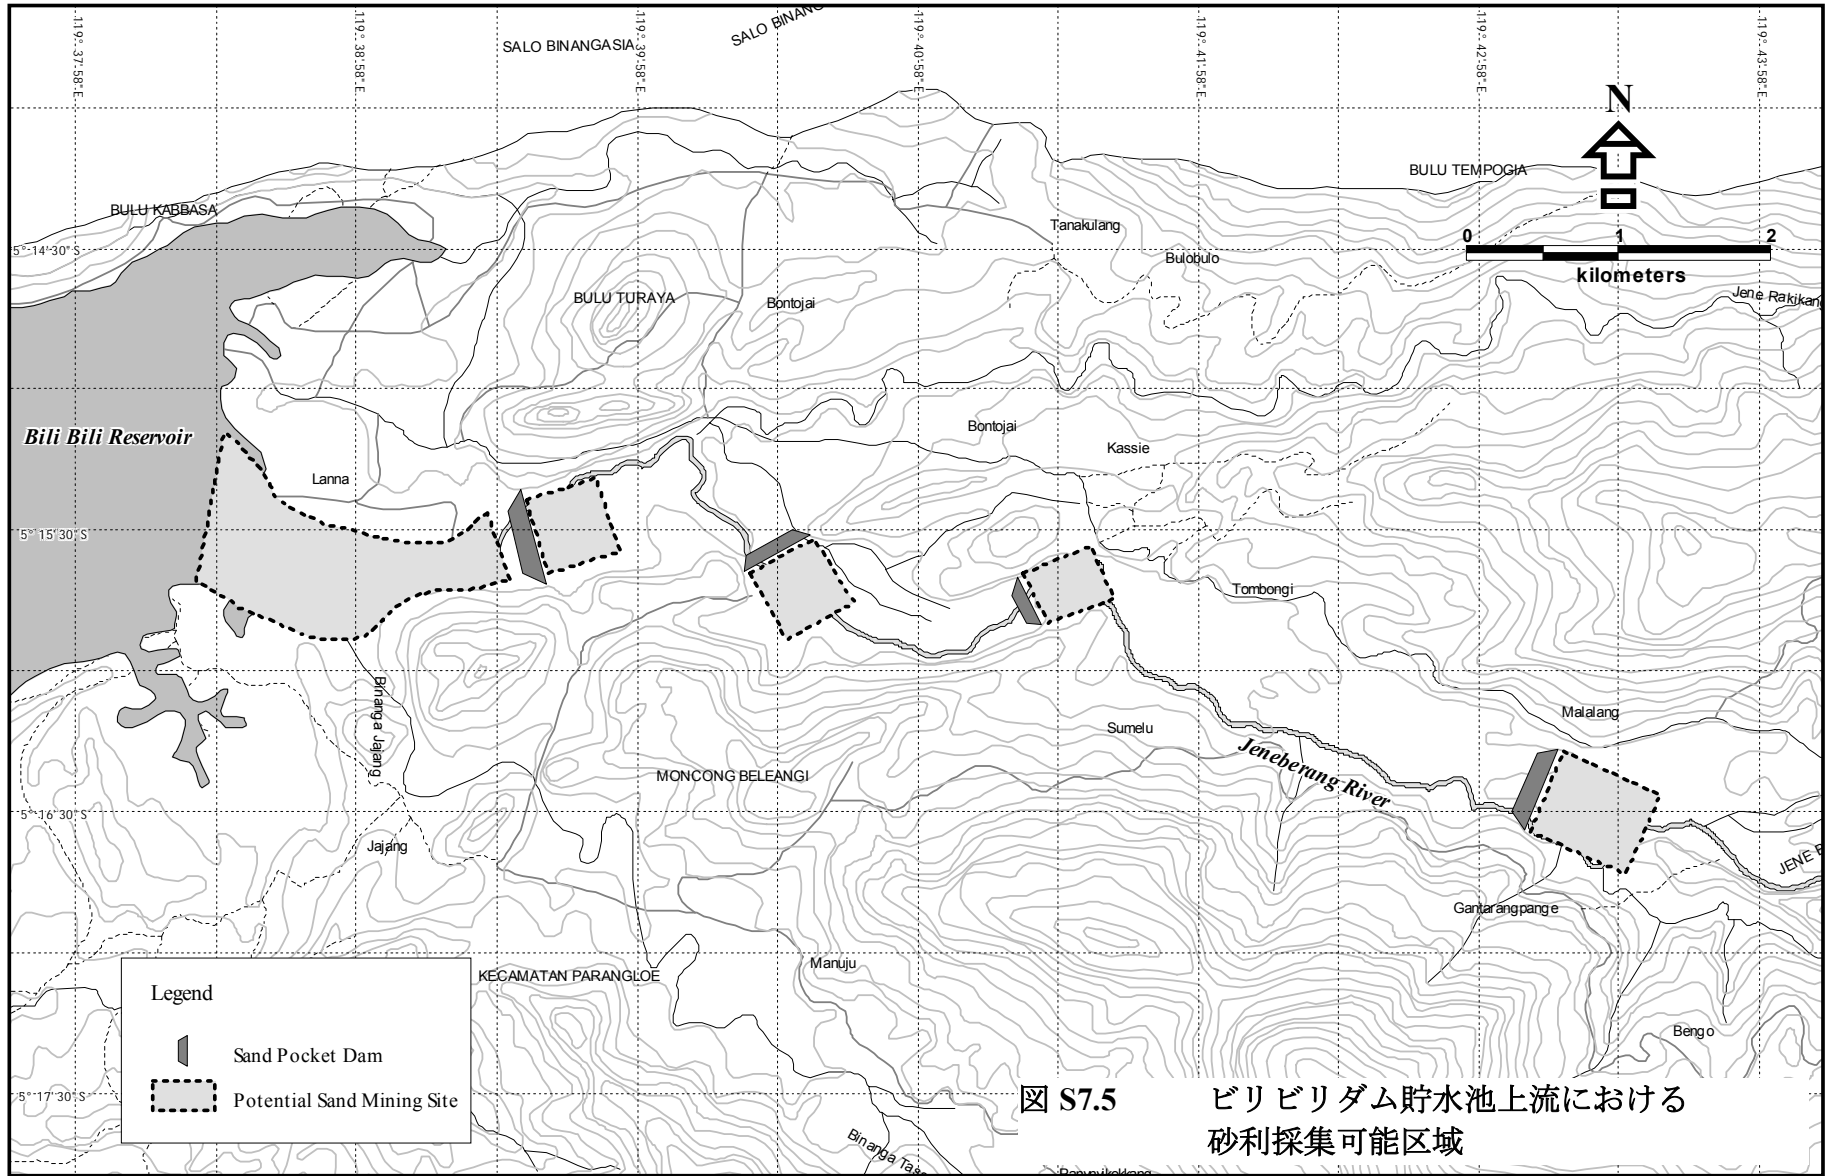 119° 37'58" E
119° 38'58" E
119° 39'58" E
119° 40'58" E
119° 41'58" E
119° 42'58" E
119° 43'58" E
SALO BINANGASIA
SALO
N
BULU TEMPOGIA
BULU KABBASA
Tanakulang
0 1 2
kilometers
5° 14'30" S
Bulobulo
BULU TURAYA
Bontojai
Jene
Bili Bili Reservoir
Bontojai
Kassie
Lanna
5° 15'30" S
Tombongi
Binanga Jajang
Sumelu
Malalang
Jeneberang River
MONCONG BELEANGI
5° 16'30" S
Jajang
JENE
Gantarangpange
Manuju
KECAMATAN PARANGLOE
Legend
Sand Pocket Dam
Potential Sand Mining Site
Bengo
5° 17'30" S
Binanga
図 S7.5 ビリビリダム貯水池上流における
砂利採集可能区域